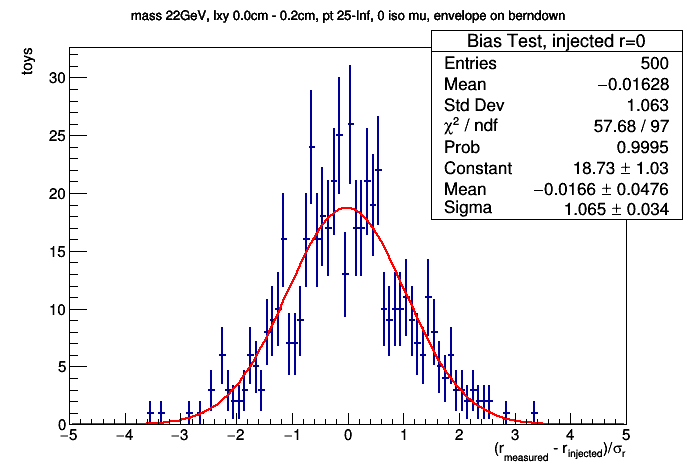 mass 22GeV, lxy 0.0cm - 0.2cm, pt 25-Inf, 0 iso mu, envelope on berndown
Bias Test, injected r=0
Entries 500
Mean −0.01628
Std Dev 1.063
χ² / ndf 57.68 / 97
Prob 0.9995
Constant 18.73 ± 1.03
Mean −0.0166 ± 0.0476
Sigma 1.065 ± 0.034
toys
30
25
20
15
10
5
0
−5 −4 −3 −2 −1 0 1 2 3 4 5
(r_measured - r_injected)/σ_r